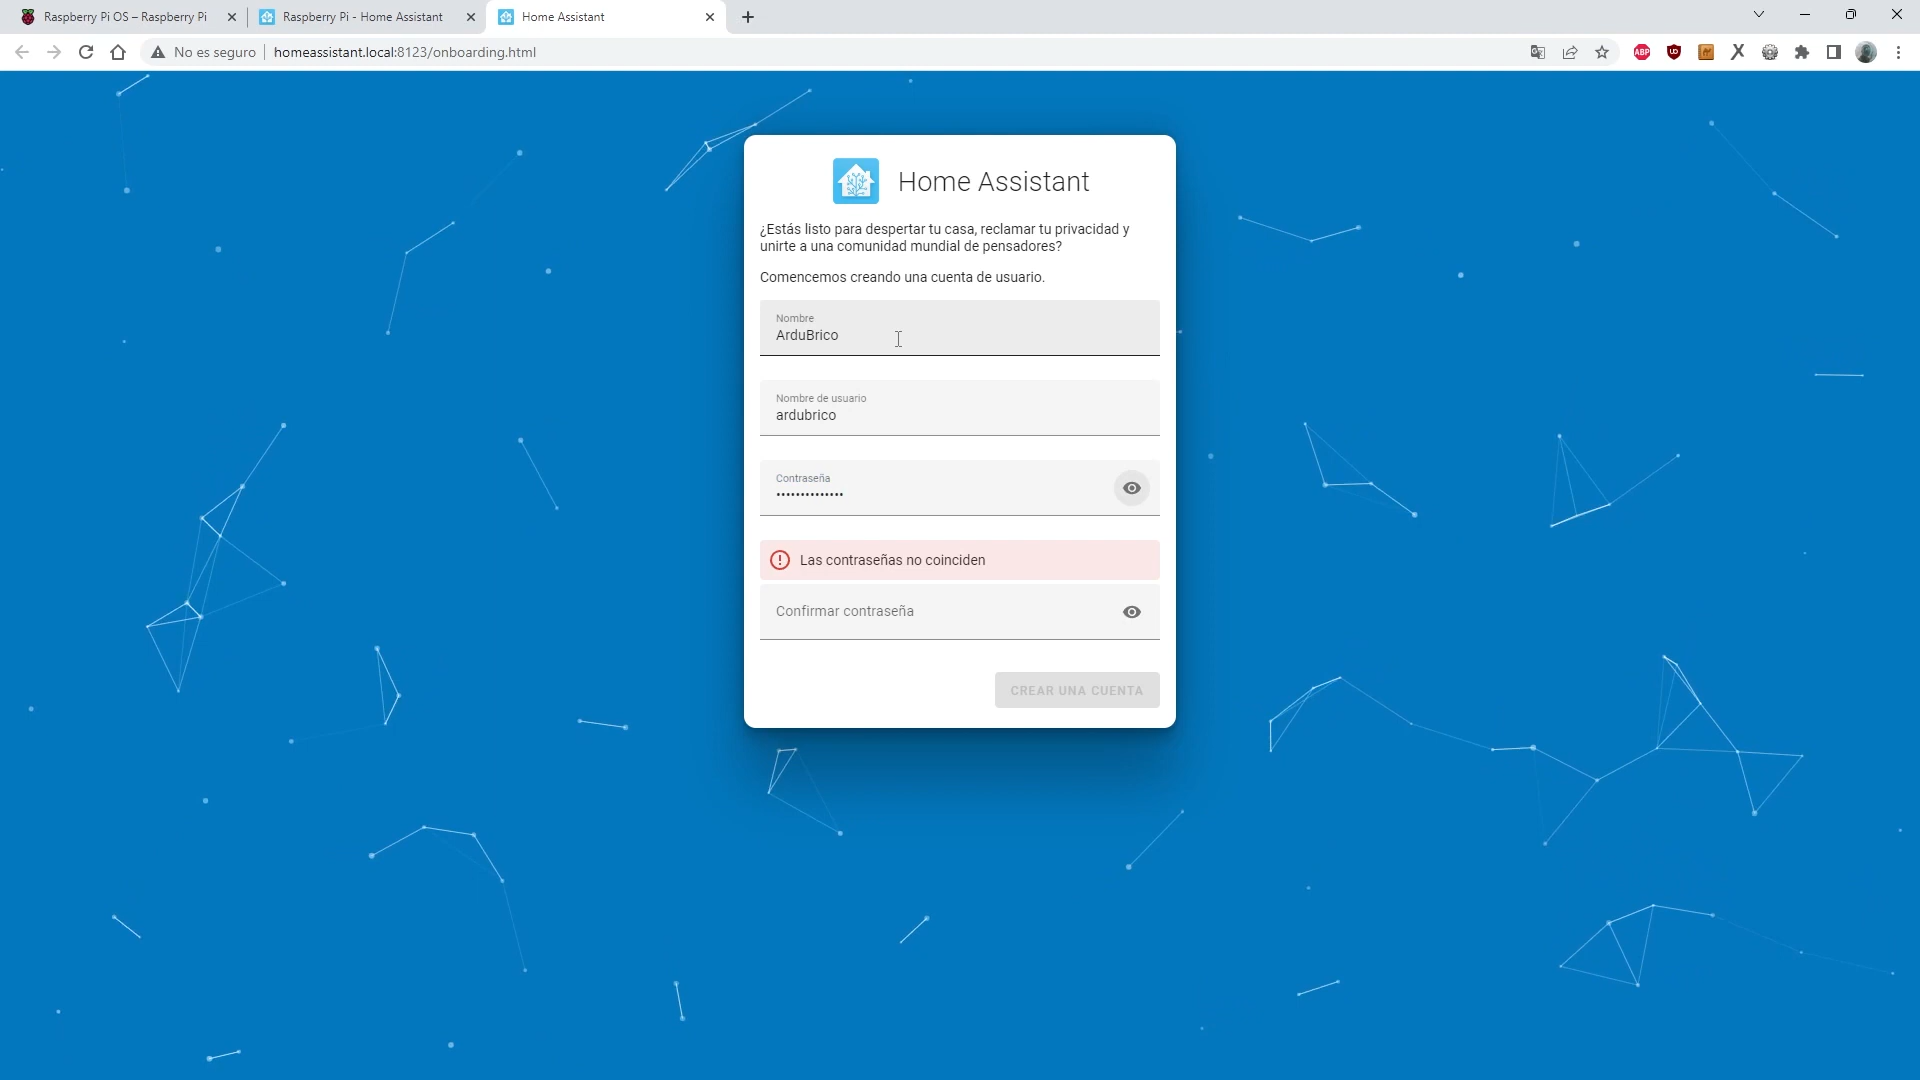 Raspberry Pi OS – Raspberry Pi
Raspberry Pi - Home Assistant
Home Assistant
No es seguro
homeassistant.local:8123/onboarding.html
ABP
Home Assistant
¿Estás listo para despertar tu casa, reclamar tu privacidad y
unirte a una comunidad mundial de pensadores?
Comencemos creando una cuenta de usuario.
Nombre
ArduBrico
Nombre de usuario
ardubrico
Contraseña
••••••••••••••
Las contraseñas no coinciden
Confirmar contraseña
CREAR UNA CUENTA